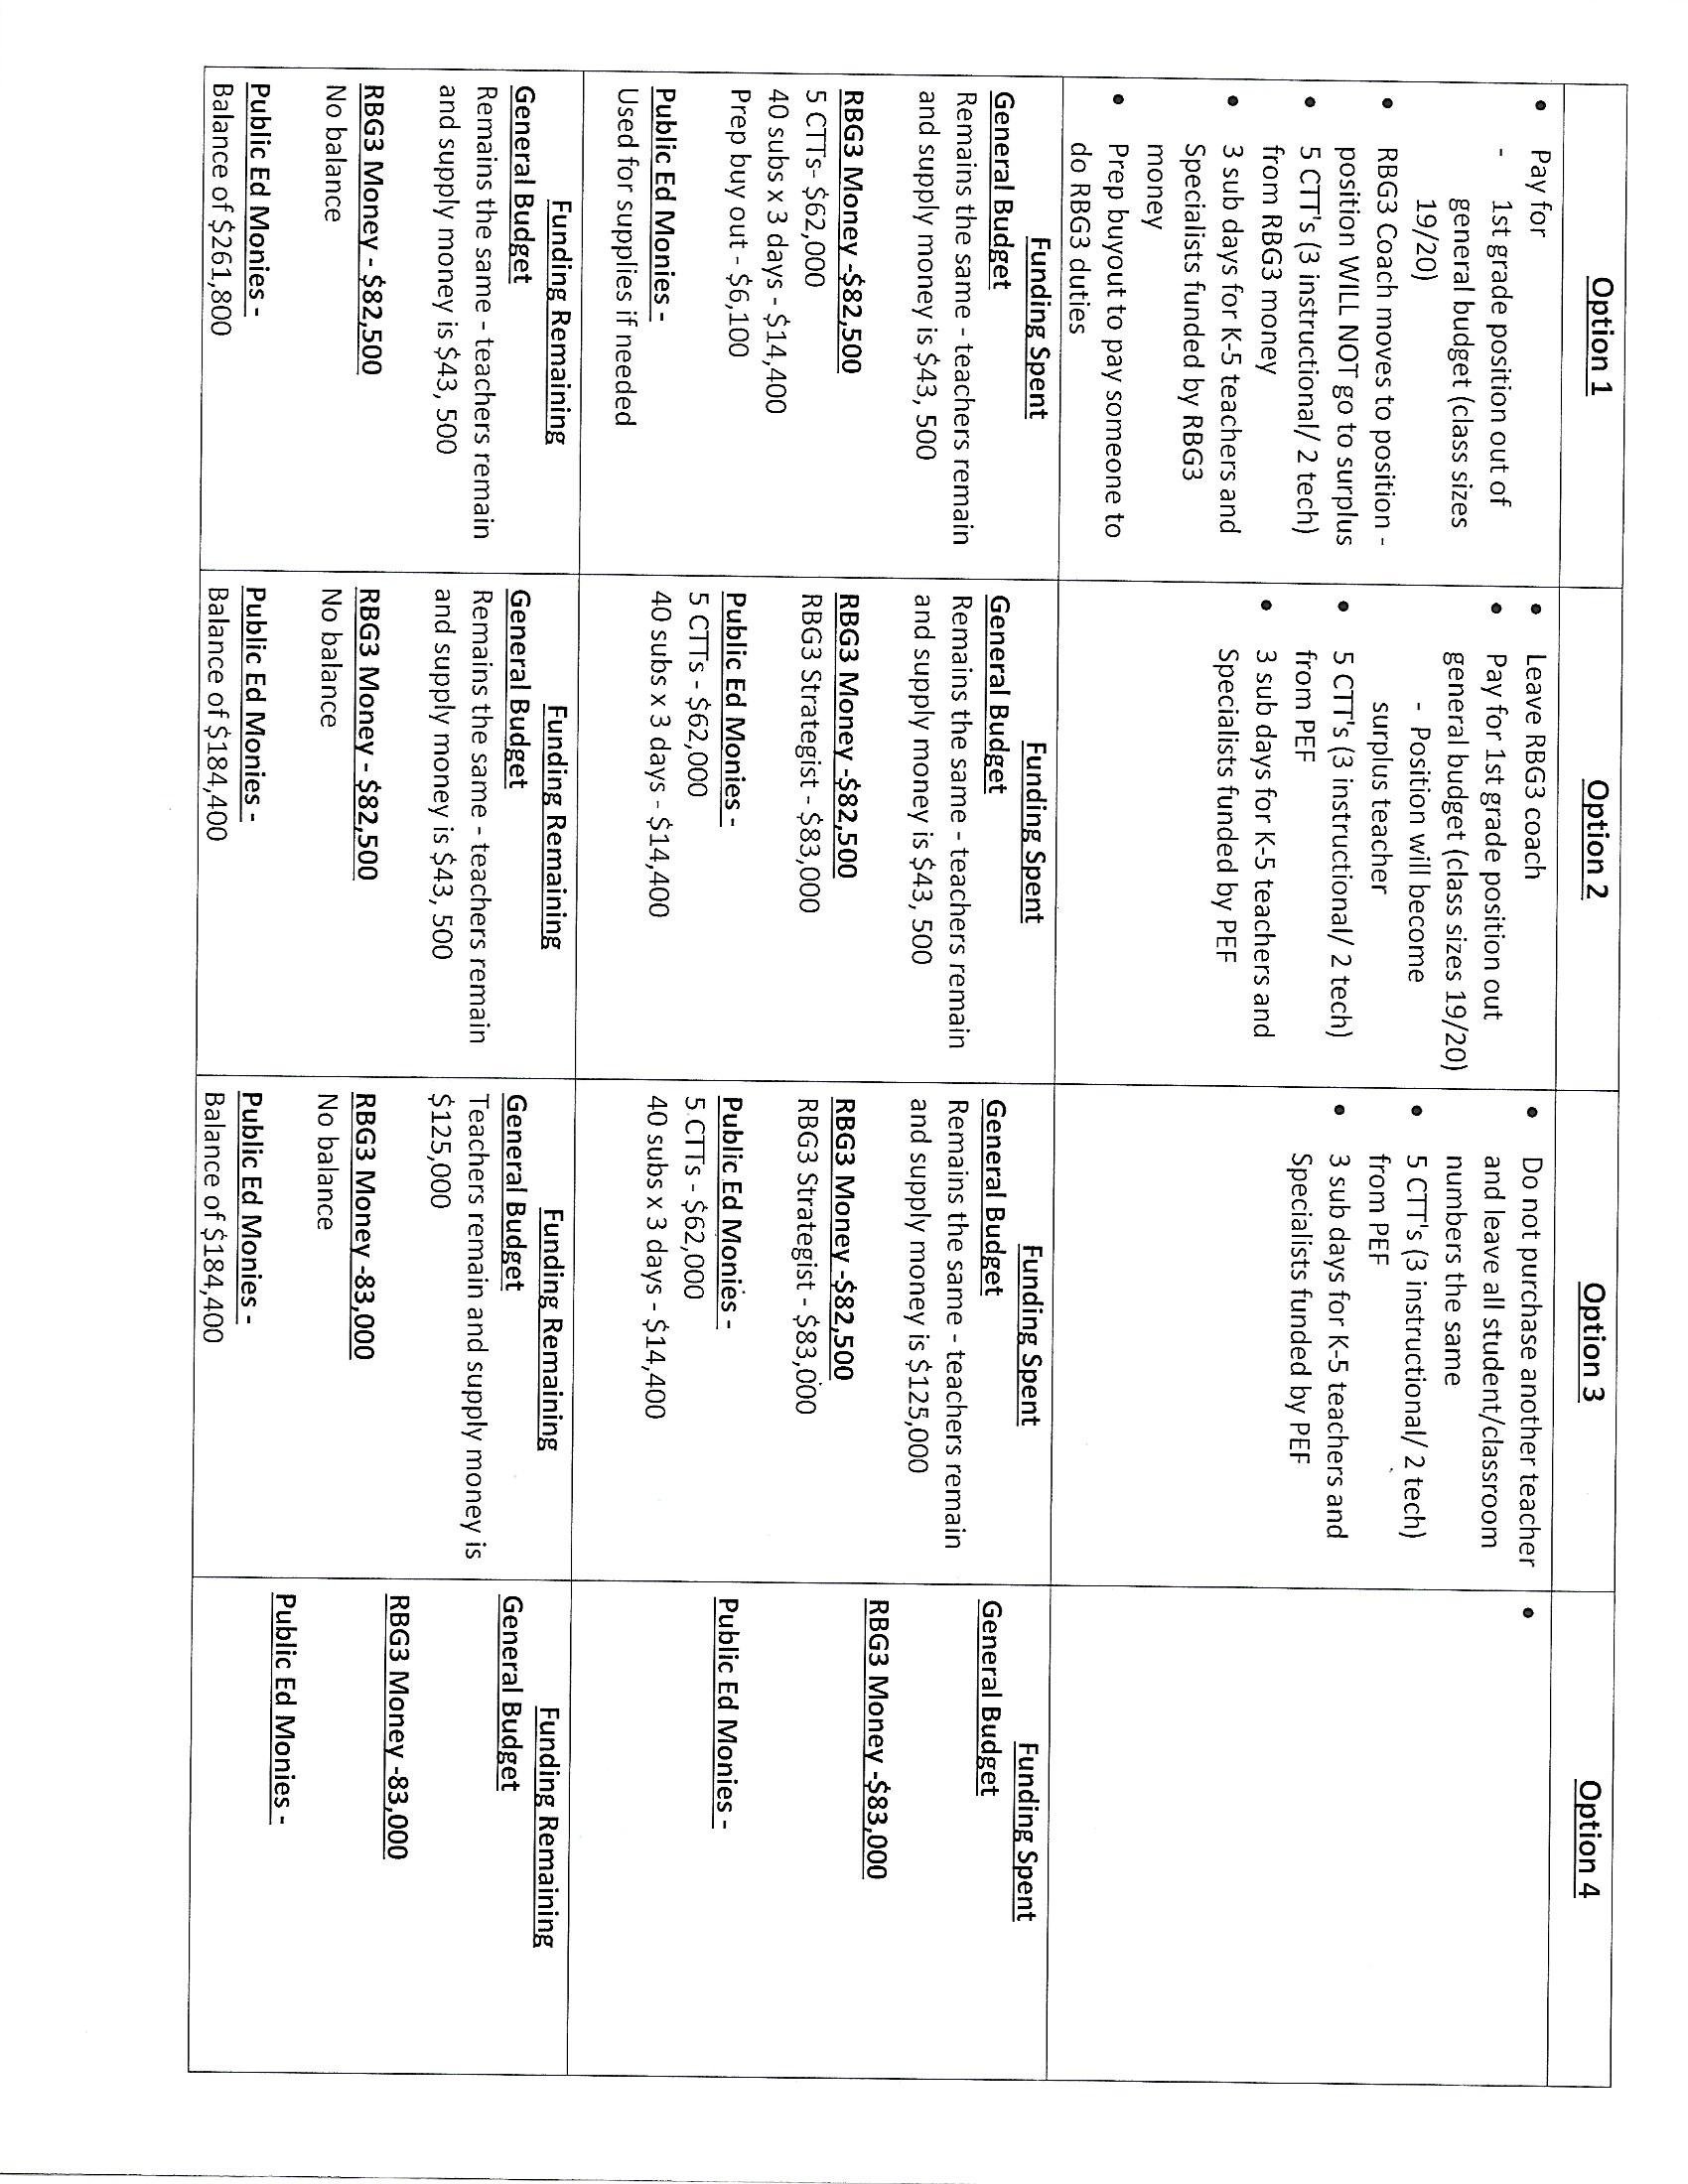 Option 1
• Pay for
- 1st grade position out of
general budget (class sizes
19/20)
• RBG3 Coach moves to position -
position WILL NOT go to surplus
• 5 CTT's (3 instructional/ 2 tech)
from RBG3 money
• 3 sub days for K-5 teachers and
Specialists funded by RBG3
money
• Prep buyout to pay someone to
do RBG3 duties
Funding Spent
General Budget
Remains the same - teachers remain
and supply money is $43, 500
RBG3 Money -$82,500
5 CTT's- $62,000
40 subs x 3 days - $14,400
Prep buy out - $6,100
Public Ed Monies -
Used for supplies if needed
Funding Remaining
General Budget
Remains the same - teachers remain
and supply money is $43, 500
RBG3 Money - $82,500
No balance
Public Ed Monies -
Balance of $261,800
Option 2
• Leave RBG3 coach
• Pay for 1st grade position out
general budget (class sizes 19/20)
- Position will become
surplus teacher
• 5 CTT's (3 instructional/ 2 tech)
from PEF
• 3 sub days for K-5 teachers and
Specialists funded by PEF
Funding Spent
General Budget
Remains the same - teachers remain
and supply money is $43, 500
RBG3 Money -$82,500
RBG3 Strategist - $83,000
Public Ed Monies -
5 CTTs - $62,000
40 subs x 3 days - $14,400
Funding Remaining
General Budget
Remains the same - teachers remain
and supply money is $43, 500
RBG3 Money - $82,500
No balance
Public Ed Monies -
Balance of $184,400
Option 3
• Do not purchase another teacher
and leave all student/classroom
numbers the same
• 5 CTT's (3 instructional/ 2 tech)
from PEF
• 3 sub days for K-5 teachers and
Specialists funded by PEF
Funding Spent
General Budget
Remains the same - teachers remain
and supply money is $125,000
RBG3 Money -$82,500
RBG3 Strategist - $83,000
Public Ed Monies -
5 CTTs - $62,000
40 subs x 3 days - $14,400
Funding Remaining
General Budget
Teachers remain and supply money is
$125,000
RBG3 Money -83,000
No balance
Public Ed Monies -
Balance of $184,400
Option 4
•
Funding Spent
General Budget
RBG3 Money -$83,000
Public Ed Monies -
Funding Remaining
General Budget
RBG3 Money -83,000
Public Ed Monies -